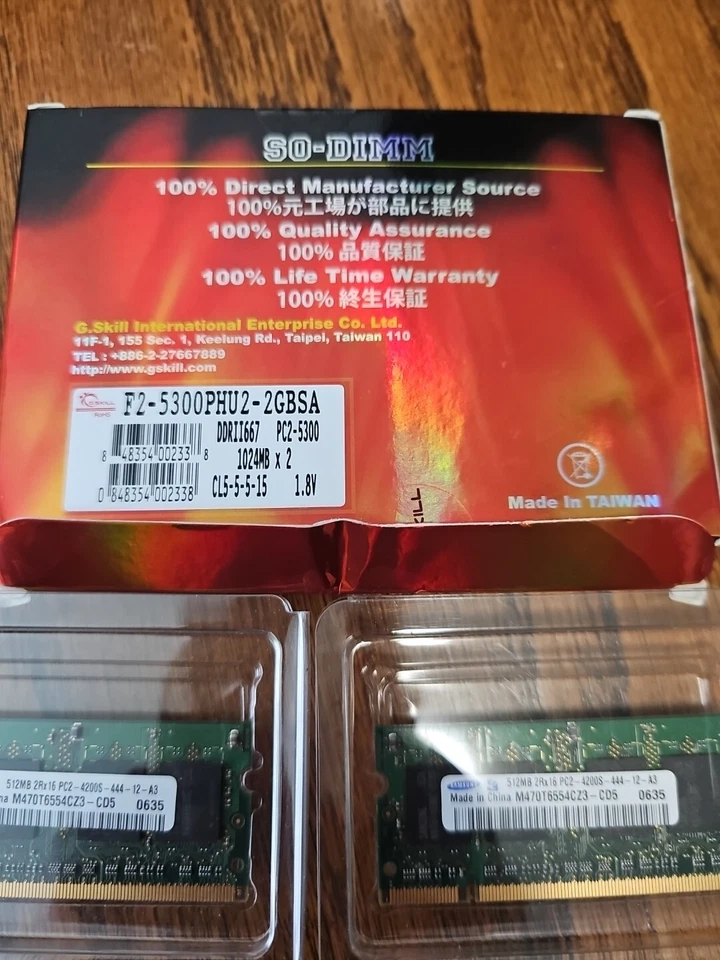 SO-DIMM
100% Direct Manufacturer Source
100%元工場が部品に提供
100% Quality Assurance
100% 品質保証
100% Life Time Warranty
100% 終生保証
G.Skill International Enterprise Co. Ltd.
11F-1, 155 Sec. 1, Keelung Rd., Taipei, Taiwan 110
TEL : +886-2-27667889
http://www.gskill.com
G.SKILL
RoHS
F2-5300PHU2-2GBSA
DDRII667 PC2-5300
8 48354 00233 8
1024MB x 2
0 848354 002338
CL5-5-5-15 1.8V
KILL
Made In TAIWAN
512MB 2Rx16 PC2-4200S-444-12-A3
na M470T6554CZ3-CD5 0635
SAMSUNG 512MB 2Rx16 PC2-4200S-444-12-A3
Made in China M470T6554CZ3-CD5 0635